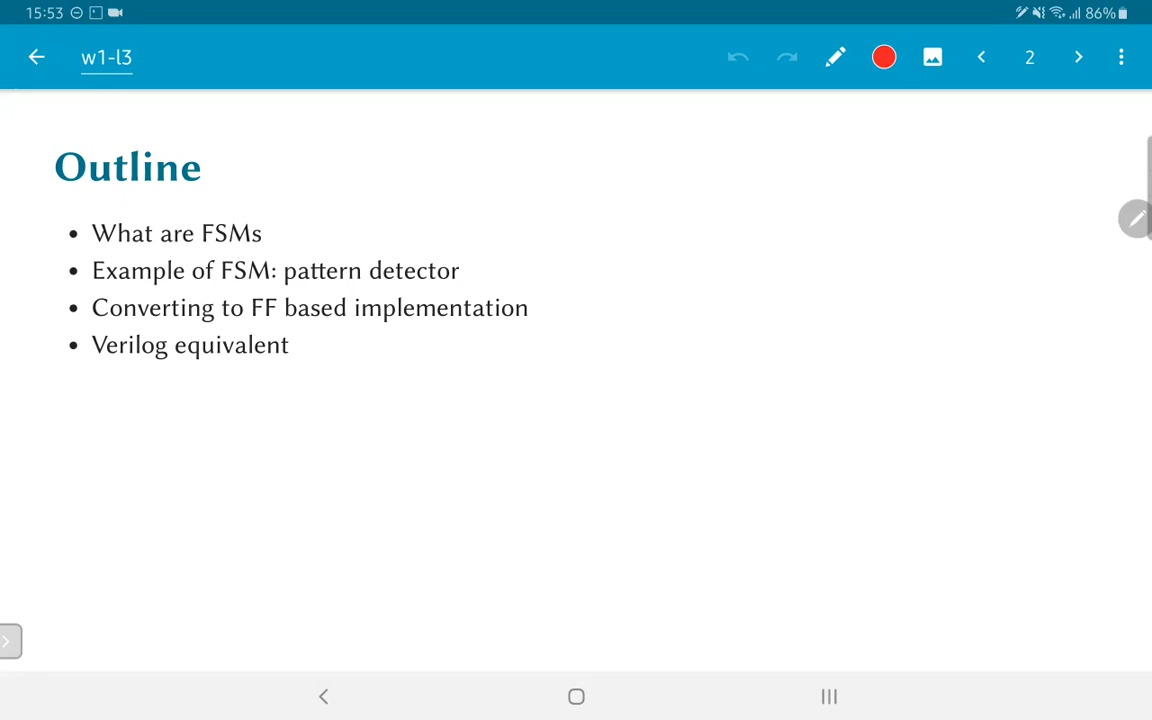 15:53
86%
w1-l3
2
Outline
• What are FSMs
• Example of FSM: pattern detector
• Converting to FF based implementation
• Verilog equivalent